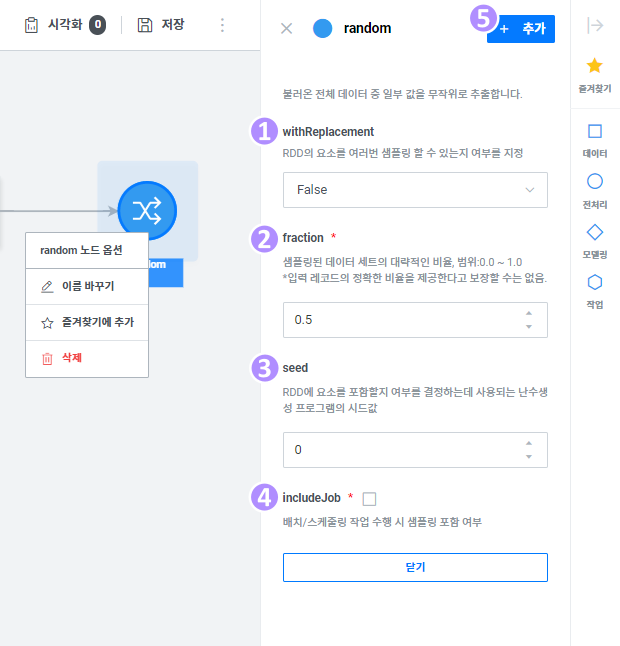 시각화 0 저장
random 노드 옵션
이름 바꾸기
즐겨찾기에 추가
삭제
random
5
+ 추가
불러온 전체 데이터 중 일부 값을 무작위로 추출합니다.
1 withReplacement
RDD의 요소를 여러번 샘플링 할 수 있는지 여부를 지정
False
2 fraction *
샘플링된 데이터 세트의 대략적인 비율, 범위:0.0 ~ 1.0
*입력 레코드의 정확한 비율을 제공한다고 보장할 수는 없음.
0.5
3 seed
RDD에 요소를 포함할지 여부를 결정하는데 사용되는 난수생
성 프로그램의 시드값
0
4 includeJob *
배치/스케줄링 작업 수행 시 샘플링 포함 여부
닫기
즐겨찾기
데이터
전처리
모델링
작업